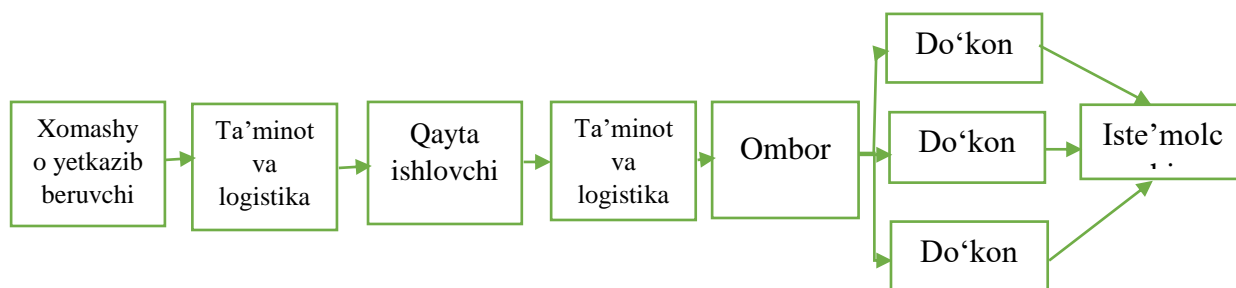 Xomashy
o yetkazib
beruvchi
Ta’minot
va
logistika
Qayta
ishlovchi
Ta’minot
va
logistika
Ombor
Do‘kon
Do‘kon
Do‘kon
Iste’molc